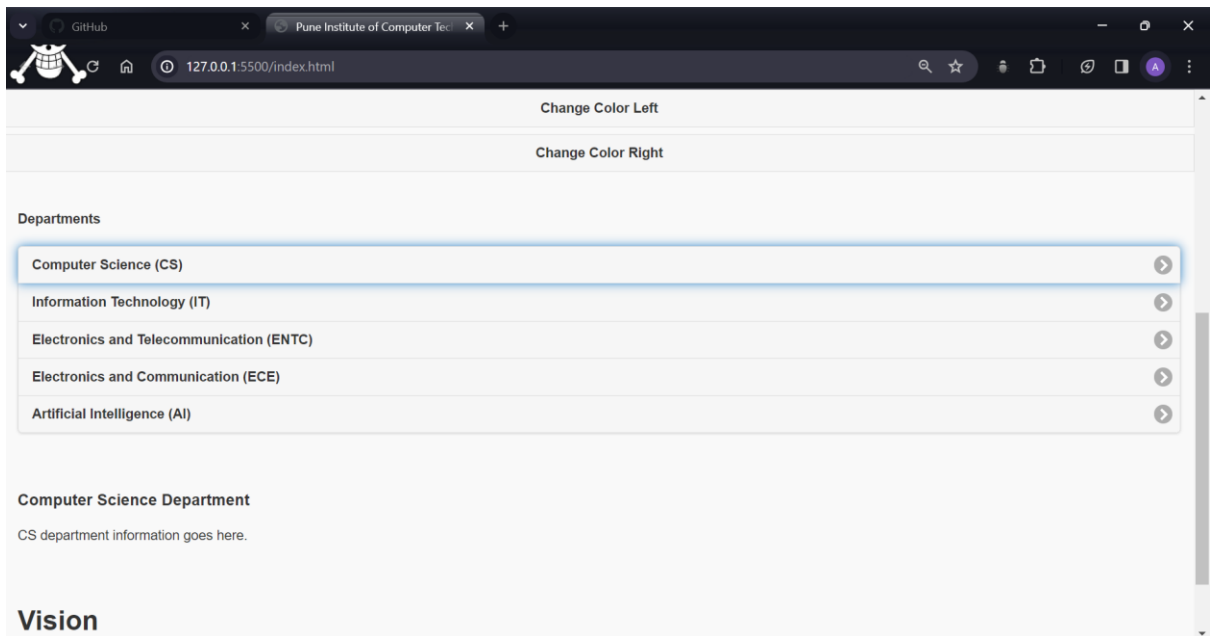 GitHub
Pune Institute of Computer Tec
127.0.0.1:5500/index.html
A
Change Color Left
Change Color Right
Departments
Computer Science (CS)
Information Technology (IT)
Electronics and Telecommunication (ENTC)
Electronics and Communication (ECE)
Artificial Intelligence (AI)
Computer Science Department
CS department information goes here.
Vision